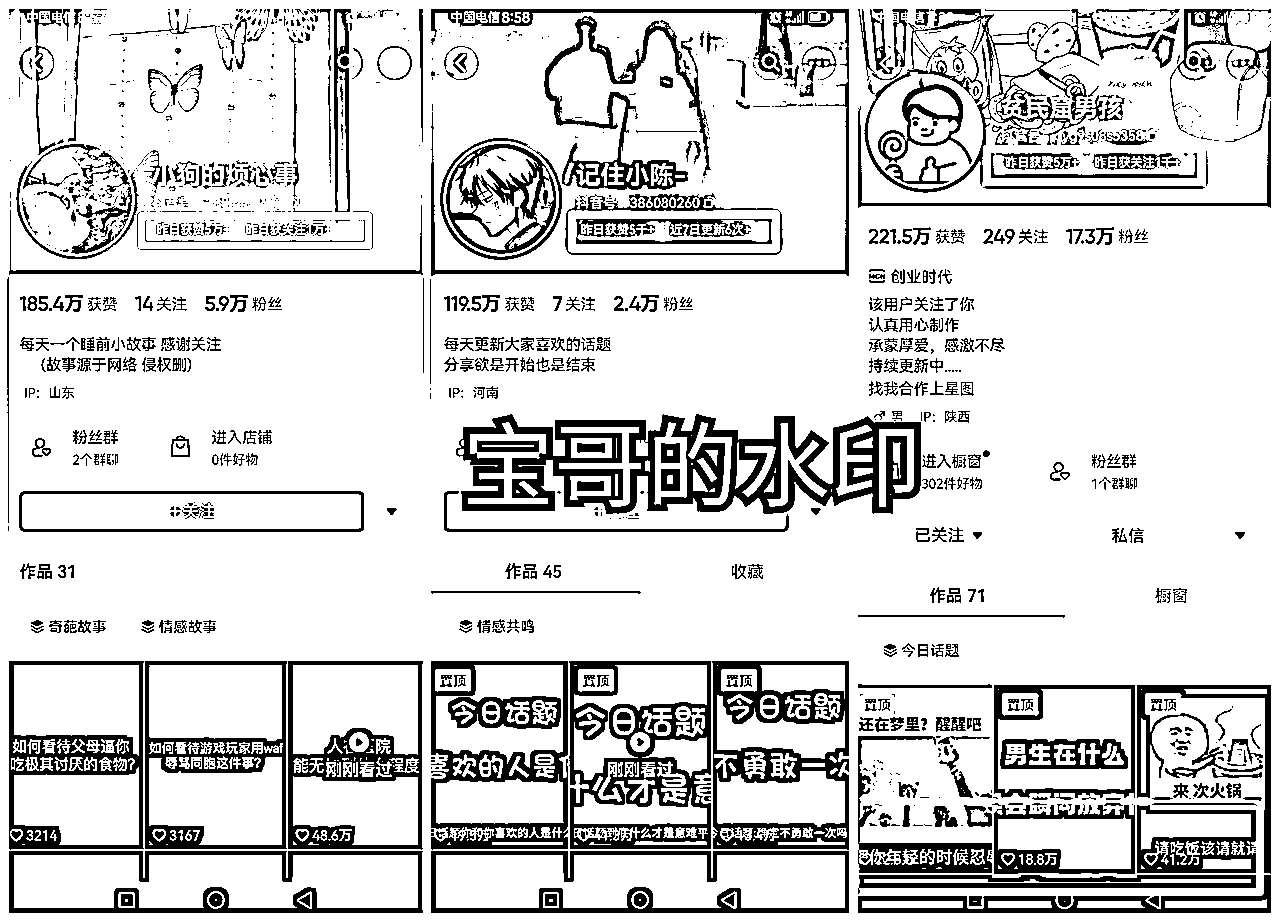 中国电信
小狗的烦心事
昨日获赞5万+ 昨日获关注1万+
185.4万 获赞 14 关注 5.9万 粉丝
每天一个睡前小故事 感谢关注
(故事源于网络 侵权删)
IP: 山东
粉丝群
2个群聊
进入店铺
0件好物
+关注
作品 31
奇葩故事 情感故事
如何看待父母逼你
吃极其讨厌的食物?
3214
如何看待游戏玩家用waf
辱骂同胞这件事?
3167
刚刚看过
48.6万
中国电信8:58
记住小陈-
抖音号: 386080260
昨日获赞5千+ 近7日更新6次
119.5万 获赞 7 关注 2.4万 粉丝
每天更新大家喜欢的话题
分享欲是开始也是结束
IP: 河南
宝哥的水印
作品 45 收藏
情感共鸣
置顶
今日话题
喜欢的人是
置顶
今日话题
刚刚看过
什么才是意
置顶
今日话题
不勇敢一次
贫民窟男孩
昨日获赞5万+ 昨日获关注1千+
221.5万 获赞 249 关注 17.3万 粉丝
创业时代
该用户关注了你
认真用心制作
承蒙厚爱，感激不尽
持续更新中.....
找我合作上星图
男 IP: 陕西
进入橱窗
302件好物
粉丝群
1个群聊
已关注 私信
作品 71 橱窗
今日话题
置顶
还在梦里？醒醒吧
你年轻的时候忍
置顶
男生在什么
会瞬间放弃
18.8万
置顶
来 次火锅
请吃饭该请就请
41.2万